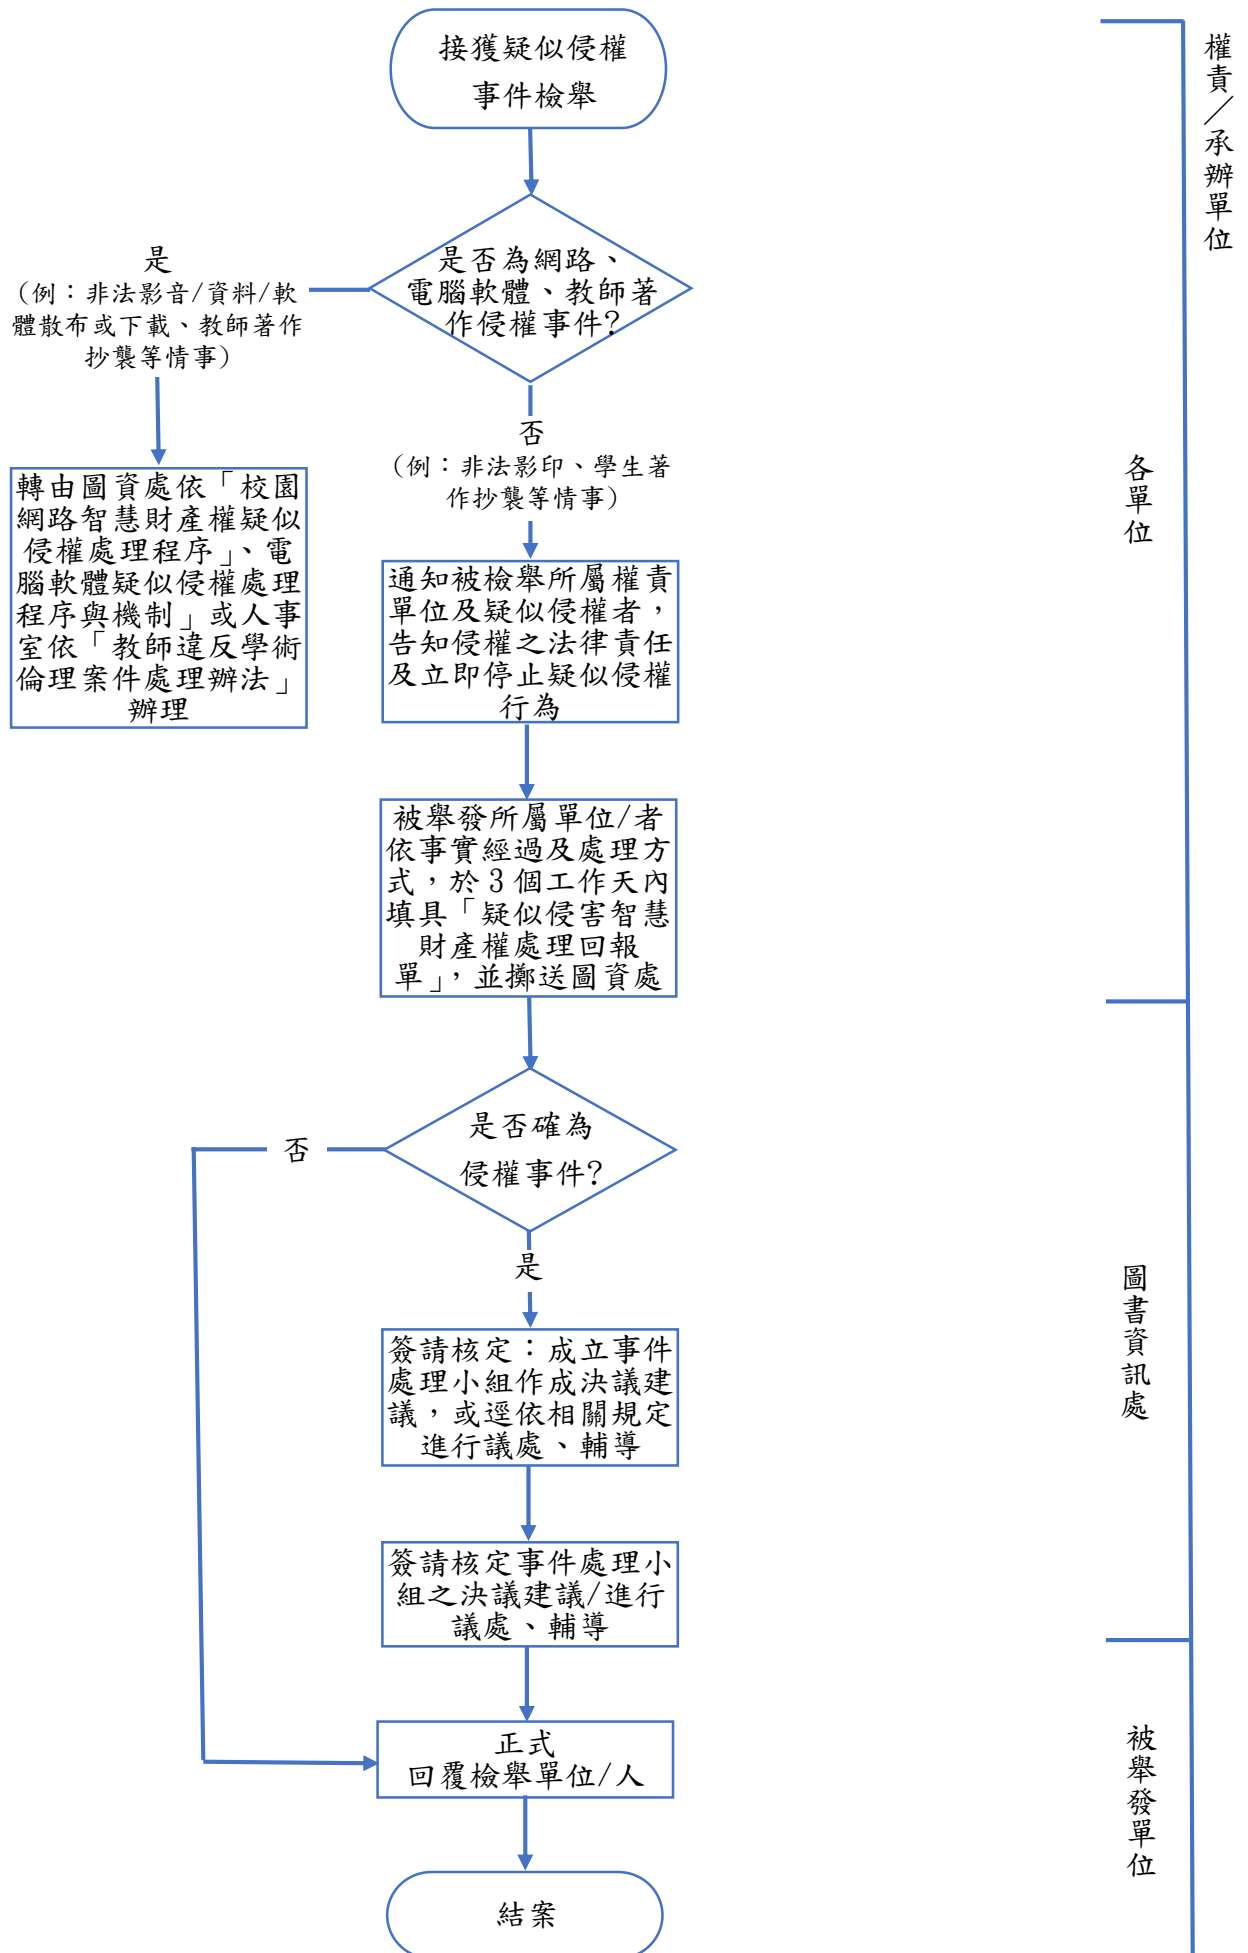 接獲疑似侵權
事件檢舉
是否為網路、
電腦軟體、教師著
作侵權事件?
是
(例：非法影音/資料/軟
體散布或下載、教師著作
抄襲等情事)
轉由圖資處依「校園
網路智慧財產權疑似
侵權處理程序」、電
腦軟體疑似侵權處理
程序與機制」或人事
室依「教師違反學術
倫理案件處理辦法」
辦理
否
(例：非法影印、學生著
作抄襲等情事)
通知被檢舉所屬權責
單位及疑似侵權者，
告知侵權之法律責任
及立即停止疑似侵權
行為
被舉發所屬單位/者
依事實經過及處理方
式，於3個工作天內
填具「疑似侵害智慧
財產權處理回報
單」，並擲送圖資處
是否確為
侵權事件?
否
是
簽請核定：成立事件
處理小組作成決議建
議，或逕依相關規定
進行議處、輔導
簽請核定事件處理小
組之決議建議/進行
議處、輔導
正式
回覆檢舉單位/人
結案
權責／承辦單位
各單位
圖書資訊處
被舉發單位